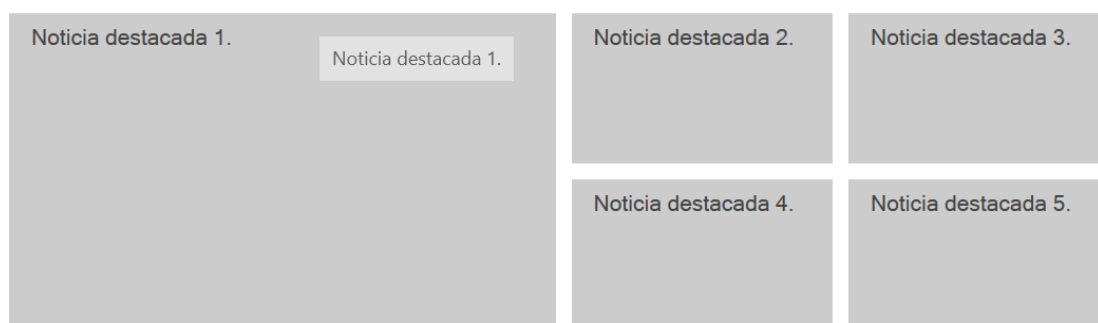 Noticia destacada 1.
Noticia destacada 1.
Noticia destacada 2.
Noticia destacada 3.
Noticia destacada 4.
Noticia destacada 5.